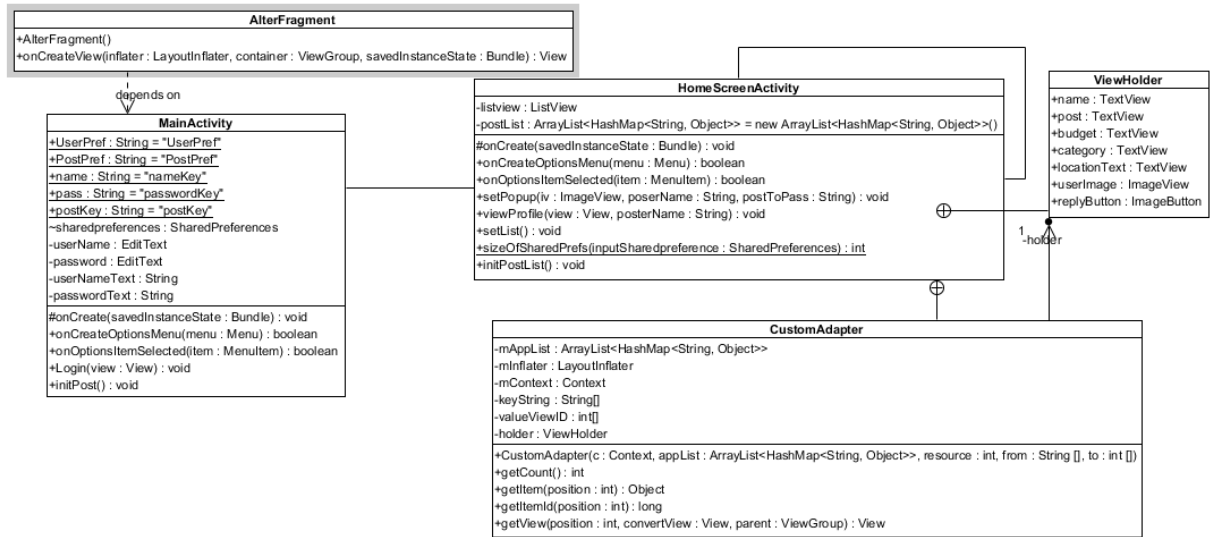 AlterFragment
+AlterFragment()
+onCreateView(inflater : LayoutInflater, container : ViewGroup, savedInstanceState : Bundle) : View
depends on
MainActivity
+UserPref : String = "UserPref"
+PostPref : String = "PostPref"
+name : String = "nameKey"
+pass : String = "passwordKey"
+postKey : String = "postKey"
~sharedpreferences : SharedPreferences
-userName : EditText
-password : EditText
-userNameText : String
-passwordText : String
#onCreate(savedInstanceState : Bundle) : void
+onCreateOptionsMenu(menu : Menu) : boolean
+onOptionsItemSelected(item : MenuItem) : boolean
+Login(view : View) : void
+initPost() : void
HomeScreenActivity
-listview : ListView
-postList : ArrayList<HashMap<String, Object>> = new ArrayList<HashMap<String, Object>>()
#onCreate(savedInstanceState : Bundle) : void
+onCreateOptionsMenu(menu : Menu) : boolean
+onOptionsItemSelected(item : MenuItem) : boolean
+setPopup(iv : ImageView, poserName : String, postToPass : String) : void
+viewProfile(view : View, posterName : String) : void
+setList() : void
+sizeOfSharedPrefs(inputSharedpreference : SharedPreferences) : int
+initPostList() : void
ViewHolder
+name : TextView
+post : TextView
+budget : TextView
+category : TextView
+locationText : TextView
+userImage : ImageView
+replyButton : ImageButton
1
-holder
CustomAdapter
-mAppList : ArrayList<HashMap<String, Object>>
-mInflater : LayoutInflater
-mContext : Context
-keyString : String[]
-valueViewID : int[]
-holder : ViewHolder
+CustomAdapter(c : Context, appList : ArrayList<HashMap<String, Object>>, resource : int, from : String [], to : int [])
+getCount() : int
+getItem(position : int) : Object
+getItemId(position : int) : long
+getView(position : int, convertView : View, parent : ViewGroup) : View